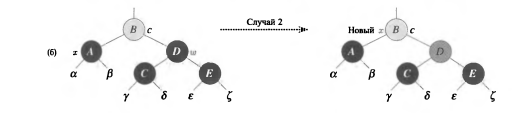 Случай 2
B c Новый x B c
(б) x A D w A D
C E C E
α β α β
γ δ ε ζ γ δ ε ζ